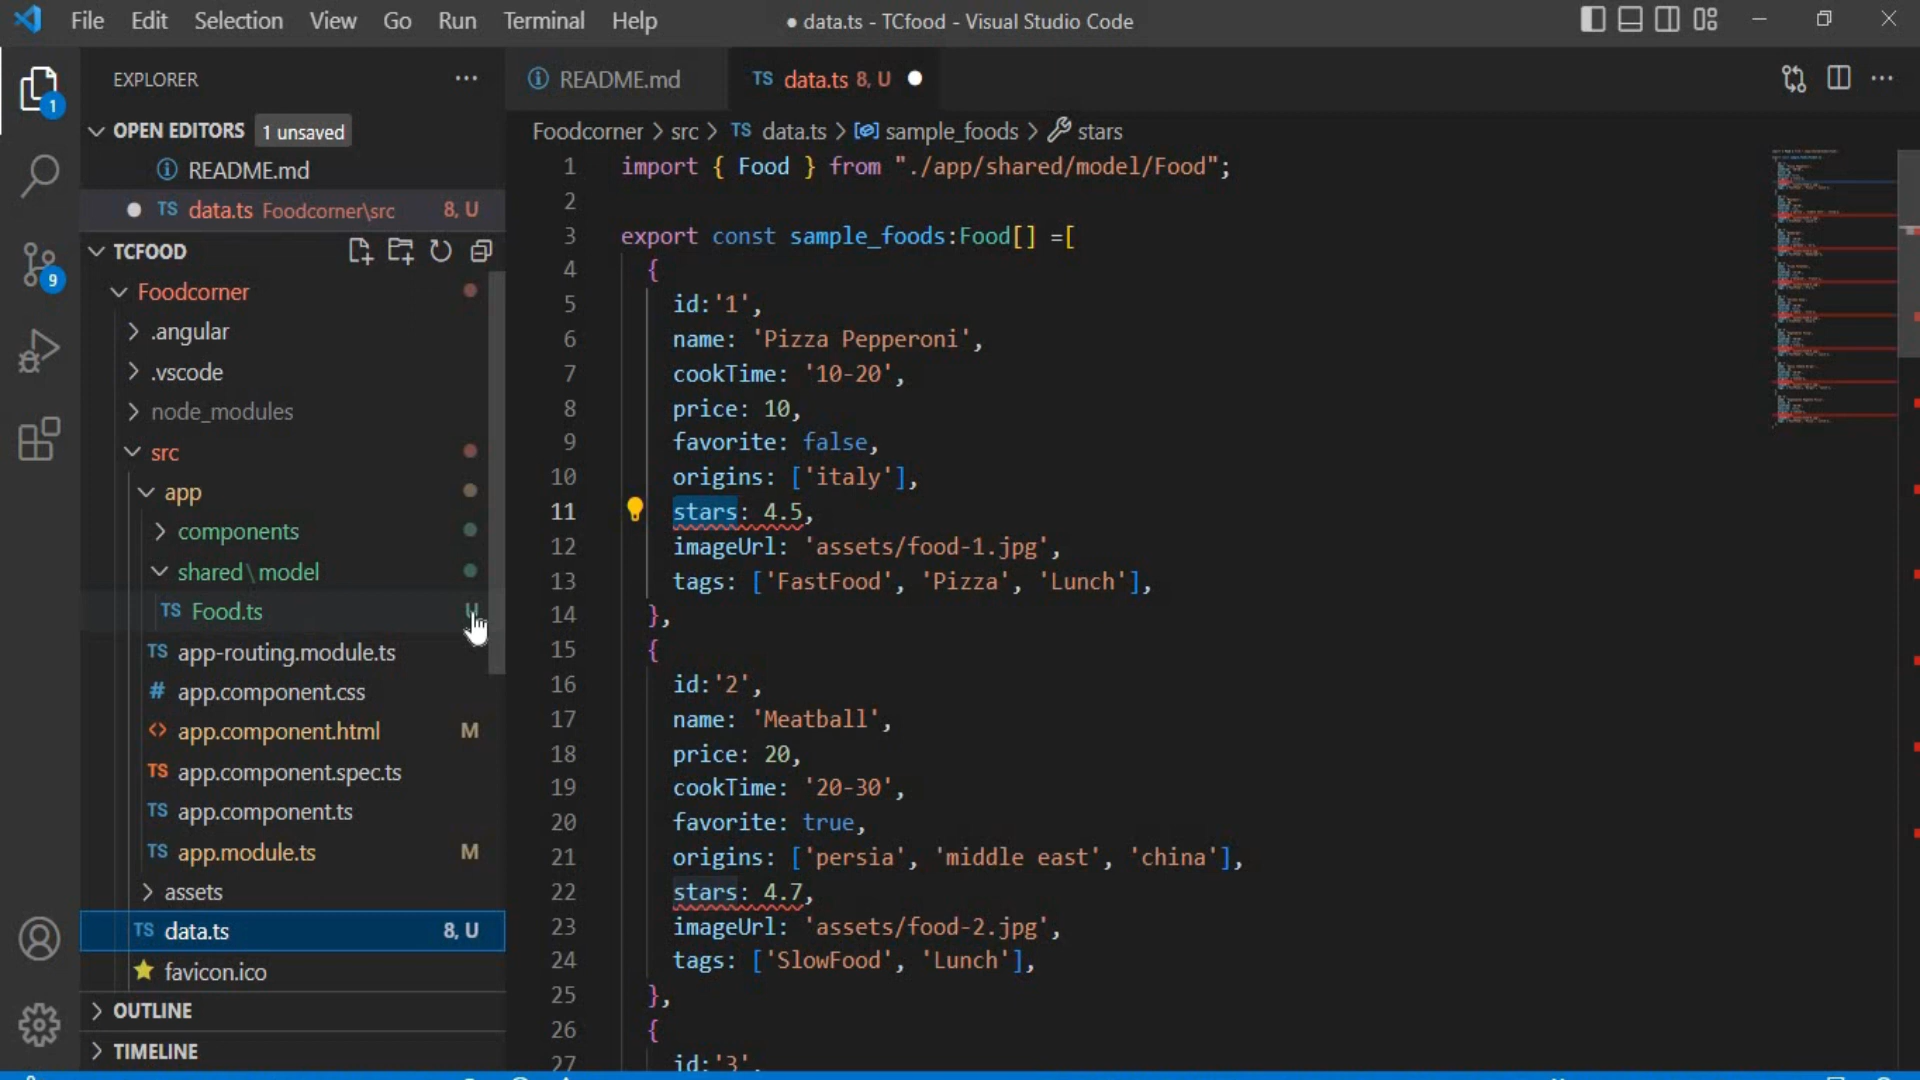 File Edit Selection View Go Run Terminal Help
● data.ts - TCfood - Visual Studio Code
EXPLORER
OPEN EDITORS 1 unsaved
README.md
TS data.ts Foodcorner\src 8, U
TCFOOD
Foodcorner
.angular
.vscode
node_modules
src
app
components
shared\model
TS Food.ts U
TS app-routing.module.ts
# app.component.css
<> app.component.html M
TS app.component.spec.ts
TS app.component.ts
TS app.module.ts M
assets
TS data.ts 8, U
favicon.ico
OUTLINE
TIMELINE
1
9
README.md
TS data.ts 8, U
Foodcorner > src > TS data.ts > sample_foods > stars
1 import { Food } from "./app/shared/model/Food";
2
3 export const sample_foods:Food[] =[
4 {
5 id:'1',
6 name: 'Pizza Pepperoni',
7 cookTime: '10-20',
8 price: 10,
9 favorite: false,
10 origins: ['italy'],
11 stars: 4.5,
12 imageUrl: 'assets/food-1.jpg',
13 tags: ['FastFood', 'Pizza', 'Lunch'],
14 },
15 {
16 id:'2',
17 name: 'Meatball',
18 price: 20,
19 cookTime: '20-30',
20 favorite: true,
21 origins: ['persia', 'middle east', 'china'],
22 stars: 4.7,
23 imageUrl: 'assets/food-2.jpg',
24 tags: ['SlowFood', 'Lunch'],
25 },
26 {
27 id:'3',